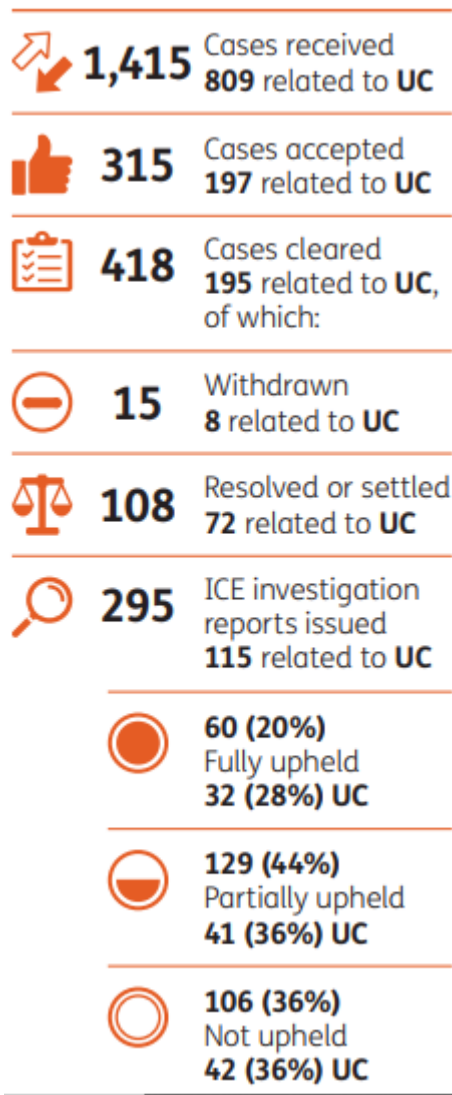 1,415 Cases received
809 related to UC
315 Cases accepted
197 related to UC
418 Cases cleared
195 related to UC,
of which:
15 Withdrawn
8 related to UC
108 Resolved or settled
72 related to UC
295 ICE investigation
reports issued
115 related to UC
60 (20%)
Fully upheld
32 (28%) UC
129 (44%)
Partially upheld
41 (36%) UC
106 (36%)
Not upheld
42 (36%) UC